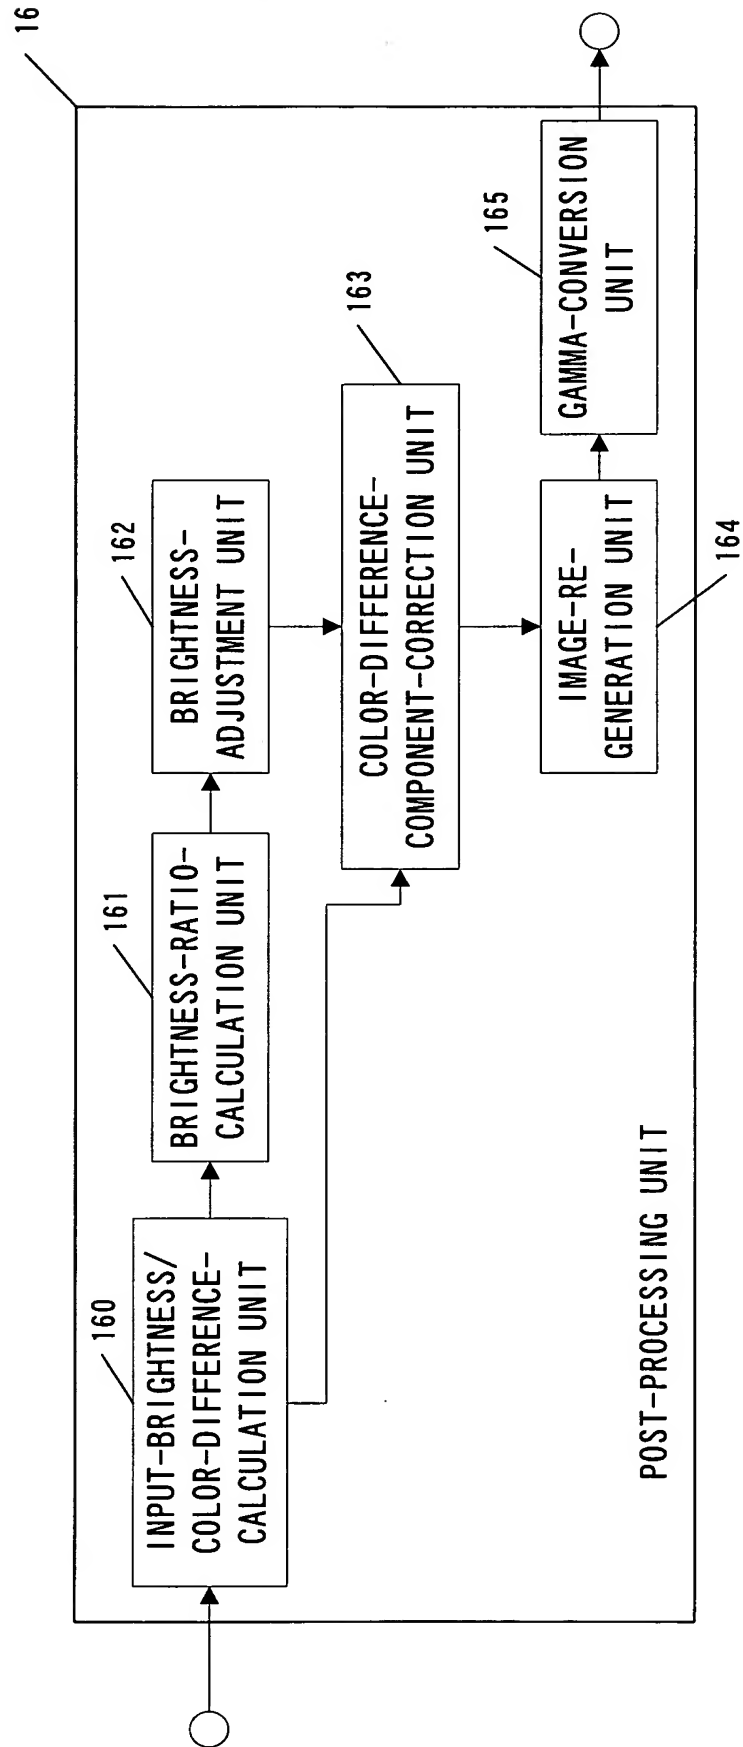 16
160
INPUT-BRIGHTNESS/
COLOR-DIFFERENCE-
CALCULATION UNIT
161
BRIGHTNESS-RATIO-
CALCULATION UNIT
162
BRIGHTNESS-
ADJUSTMENT UNIT
163
COLOR-DIFFERENCE-
COMPONENT-CORRECTION UNIT
IMAGE-RE-
GENERATION UNIT
164
165
GAMMA-CONVERSION
UNIT
POST-PROCESSING UNIT